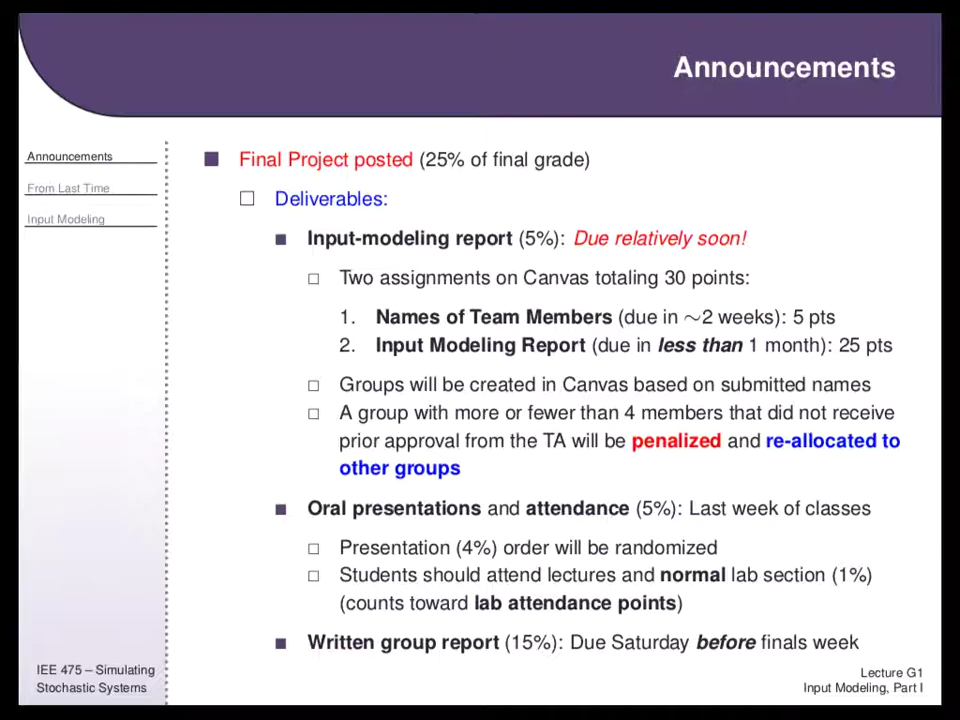 Announcements
Announcements
From Last Time
Input Modeling
Final Project posted (25% of final grade)
Deliverables:
Input-modeling report (5%): Due relatively soon!
Two assignments on Canvas totaling 30 points:
1. Names of Team Members (due in ∼2 weeks): 5 pts
2. Input Modeling Report (due in less than 1 month): 25 pts
Groups will be created in Canvas based on submitted names
A group with more or fewer than 4 members that did not receive
prior approval from the TA will be penalized and re-allocated to
other groups
Oral presentations and attendance (5%): Last week of classes
Presentation (4%) order will be randomized
Students should attend lectures and normal lab section (1%)
(counts toward lab attendance points)
Written group report (15%): Due Saturday before finals week
IEE 475 – Simulating
Stochastic Systems
Lecture G1
Input Modeling, Part I